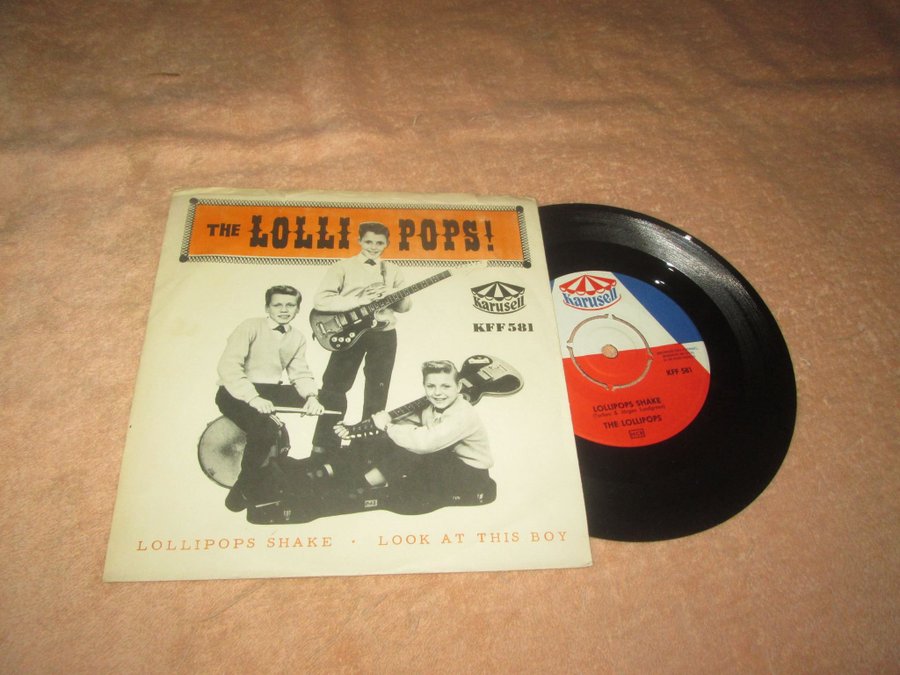 THE LOLLI POPS!
Karusell
KFF 581
LOLLIPOPS SHAKE · LOOK AT THIS BOY
Karusell
KFF 581
LOLLIPOPS SHAKE
THE LOLLIPOPS